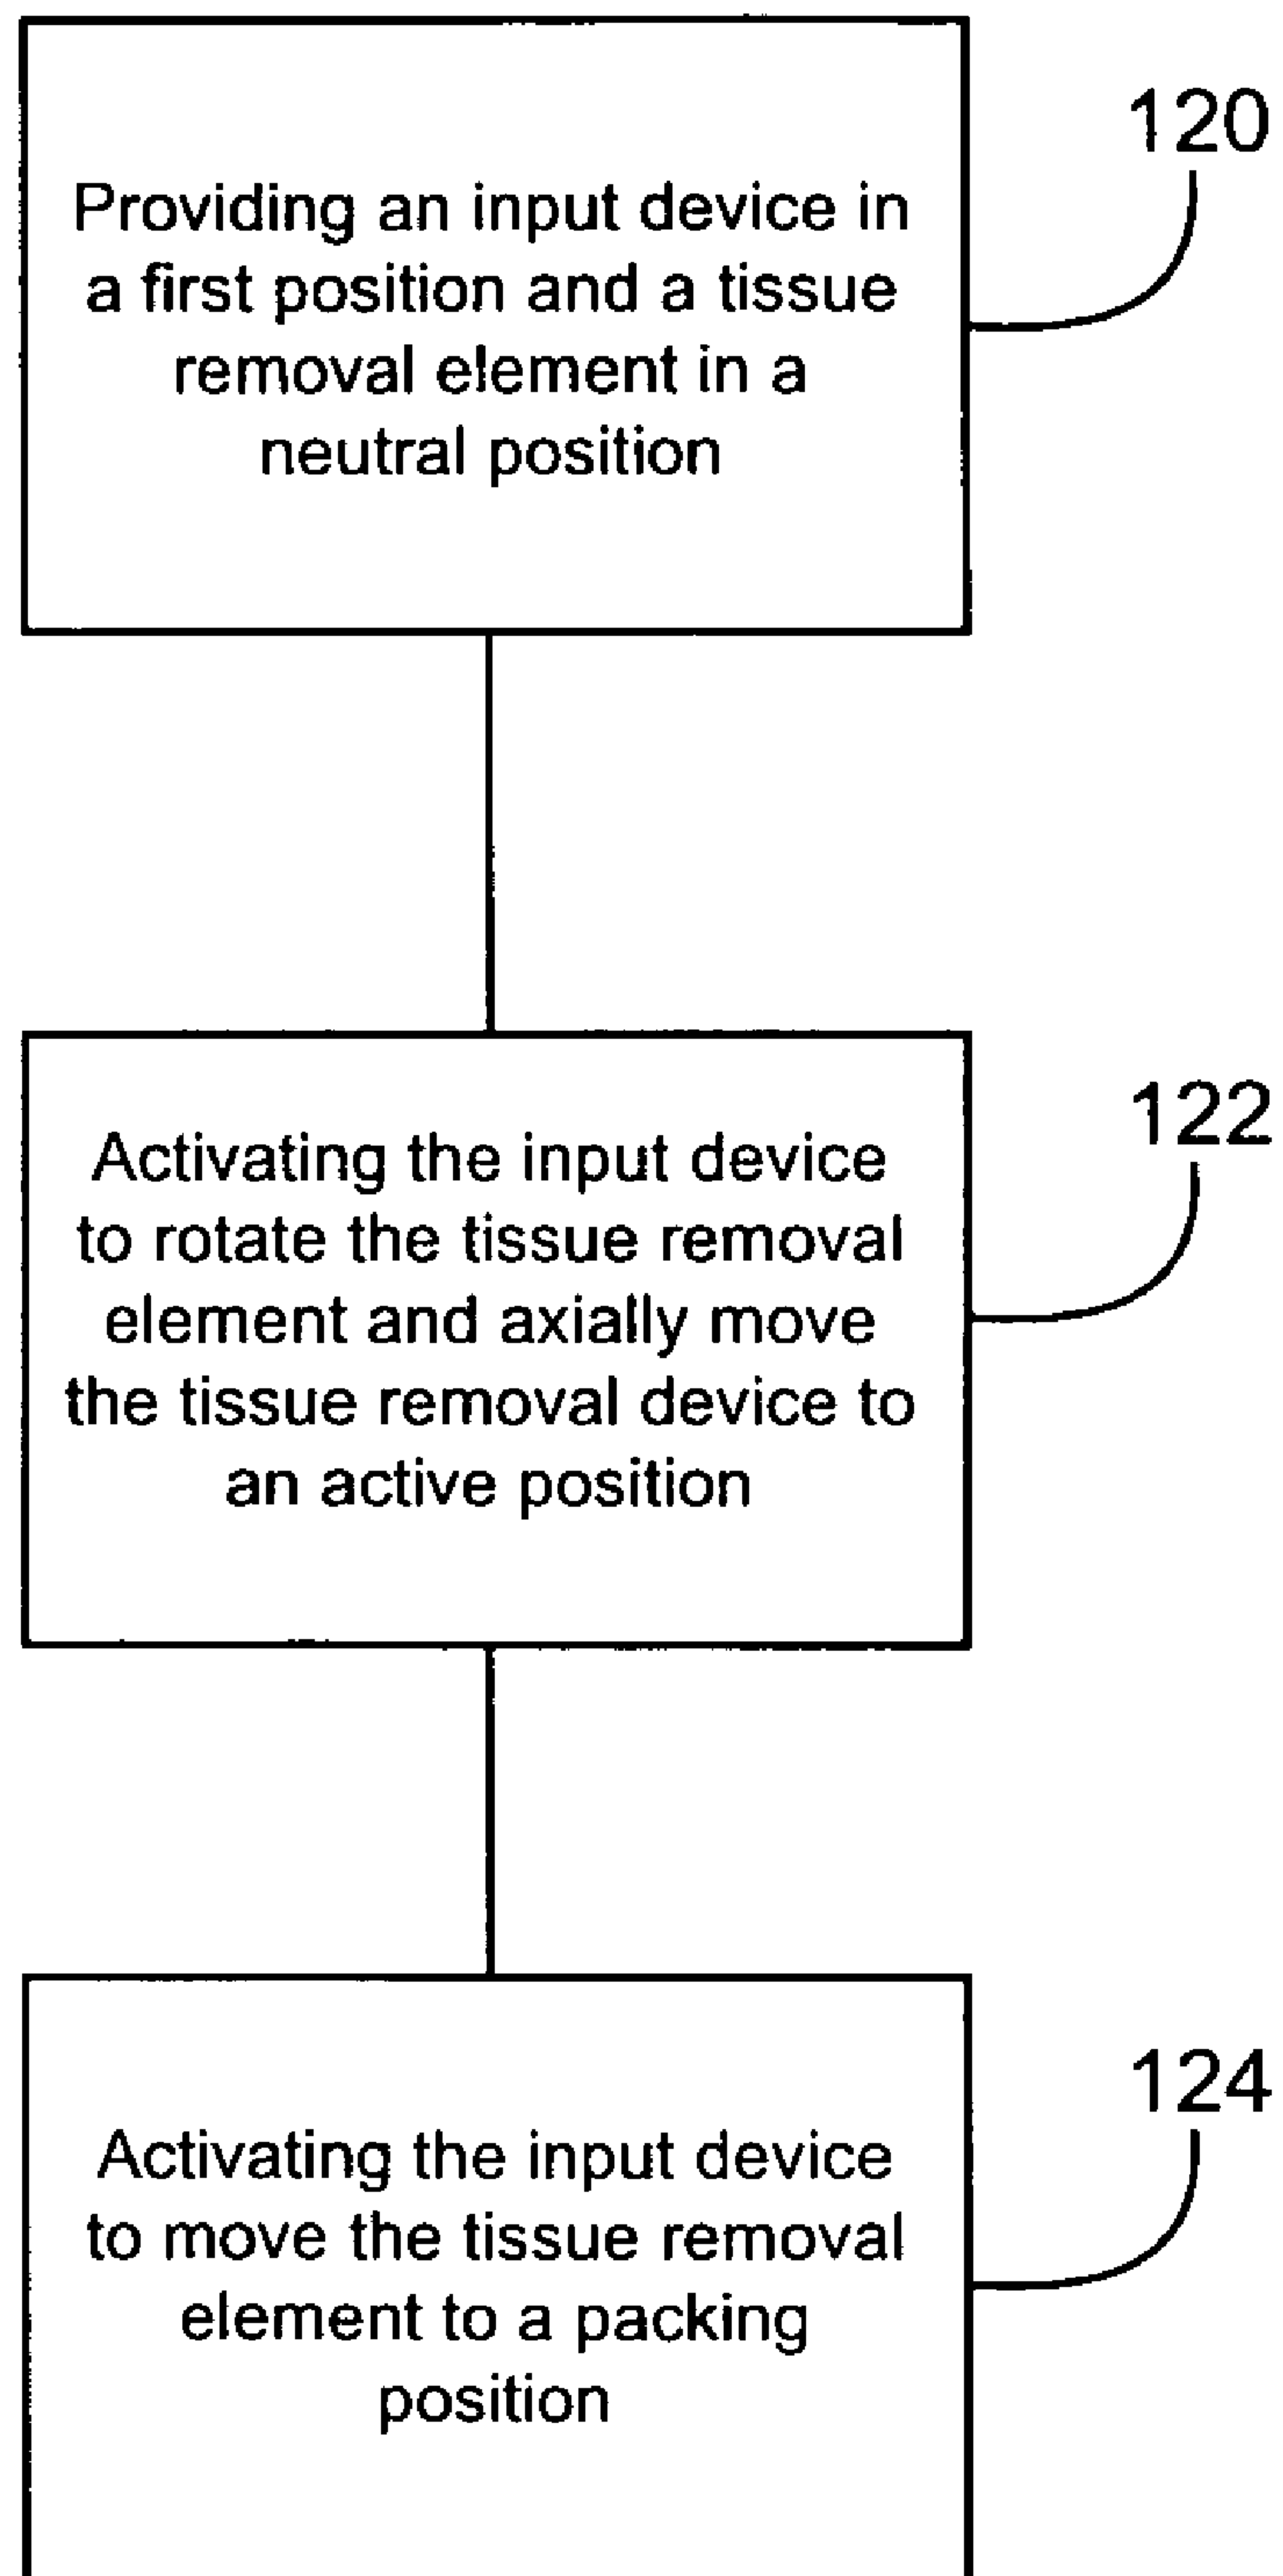 120
Providing an input device in
a first position and a tissue
removal element in a
neutral position
122
Activating the input device
to rotate the tissue removal
element and axially move
the tissue removal device to
an active position
124
Activating the input device
to move the tissue removal
element to a packing
position